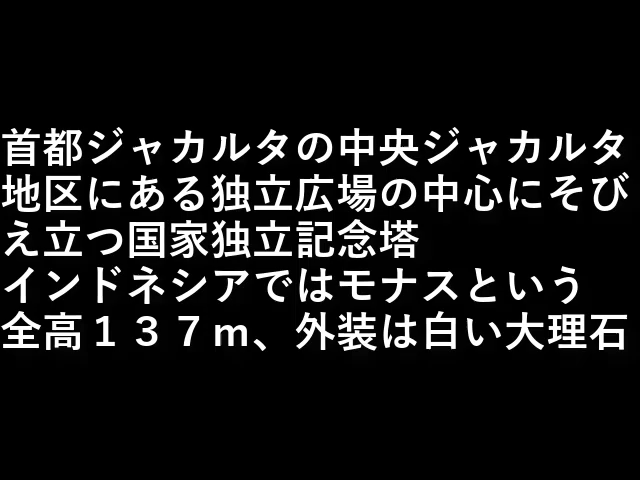 首都ジャカルタの中央ジャカルタ
地区にある独立広場の中心にそび
え立つ国家独立記念塔
インドネシアではモナスという
全高１３７ｍ、外装は白い大理石